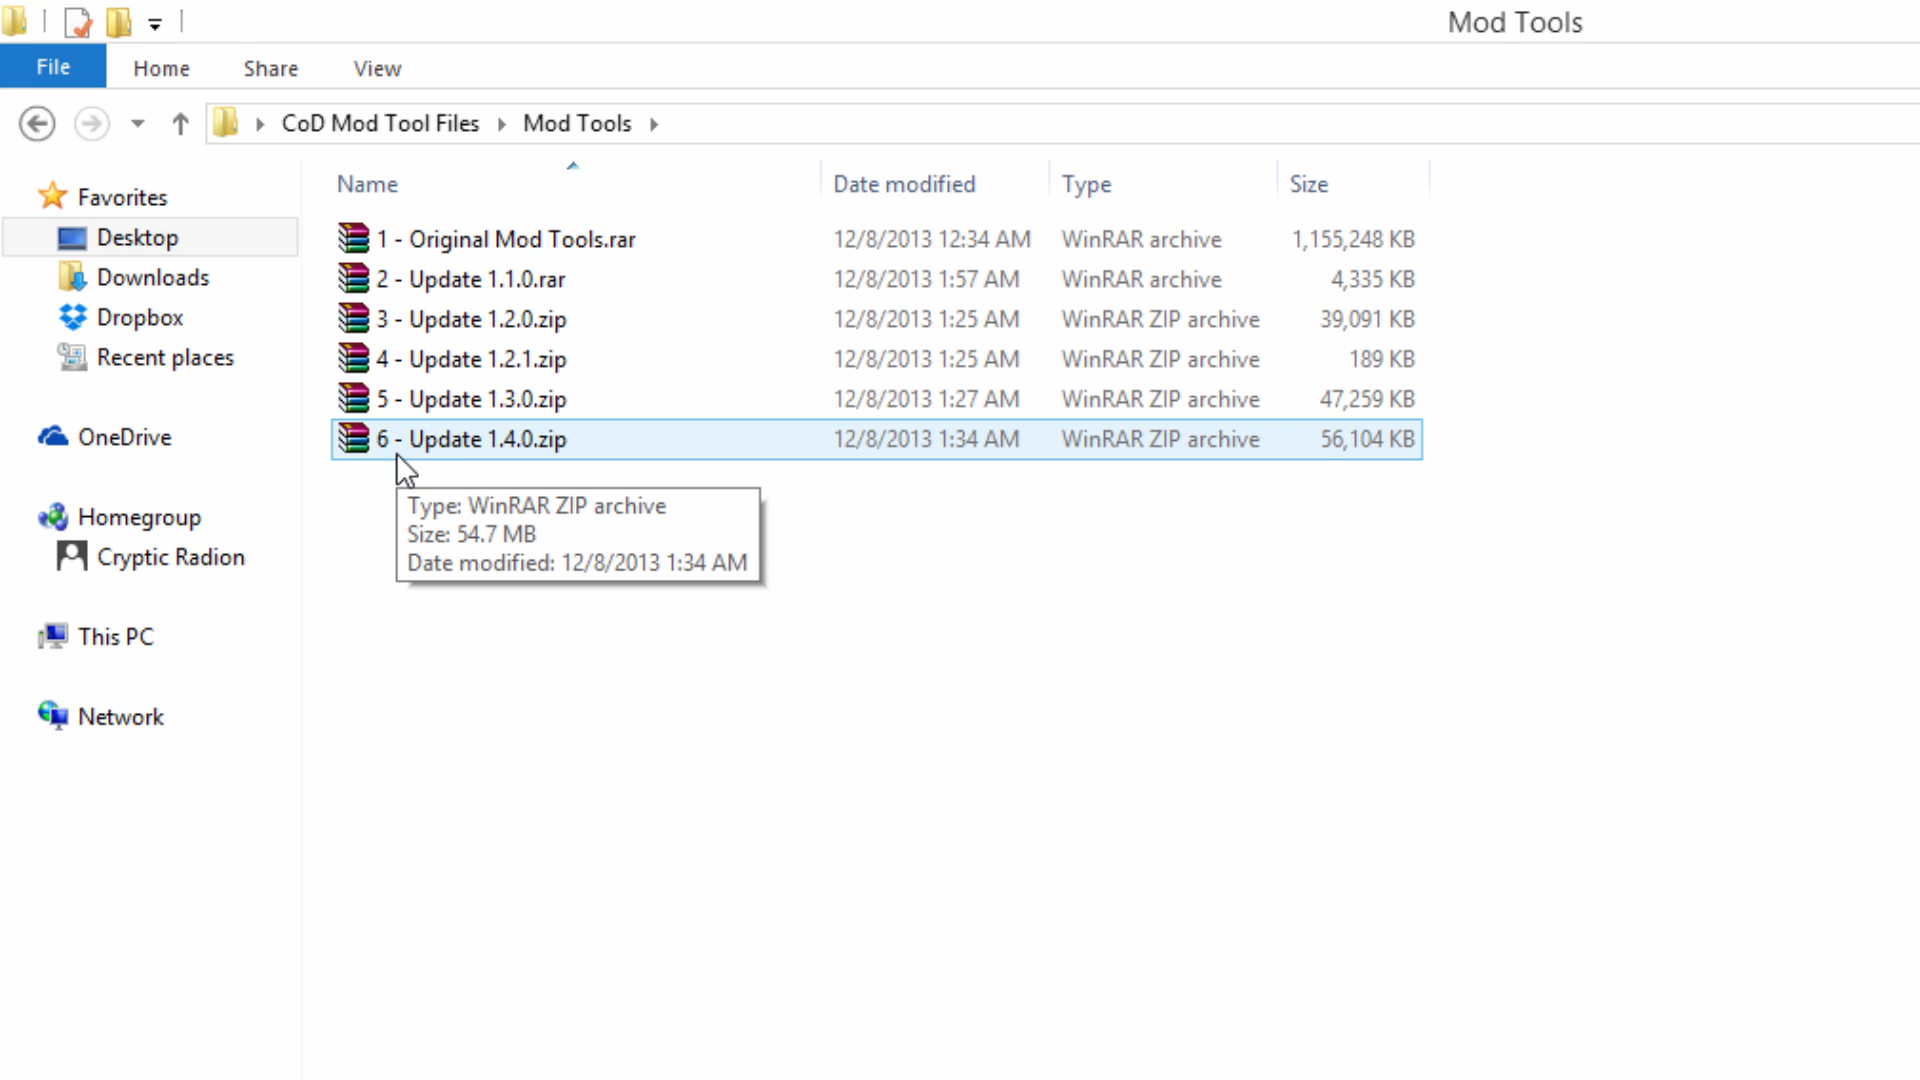 Mod Tools
File Home Share View
CoD Mod Tool Files Mod Tools
Name Date modified Type Size
Favorites
Desktop
Downloads
Dropbox
Recent places
OneDrive
Homegroup
Cryptic Radion
This PC
Network
1 - Original Mod Tools.rar 12/8/2013 12:34 AM WinRAR archive 1,155,248 KB
2 - Update 1.1.0.rar 12/8/2013 1:57 AM WinRAR archive 4,335 KB
3 - Update 1.2.0.zip 12/8/2013 1:25 AM WinRAR ZIP archive 39,091 KB
4 - Update 1.2.1.zip 12/8/2013 1:25 AM WinRAR ZIP archive 189 KB
5 - Update 1.3.0.zip 12/8/2013 1:27 AM WinRAR ZIP archive 47,259 KB
6 - Update 1.4.0.zip 12/8/2013 1:34 AM WinRAR ZIP archive 56,104 KB
Type: WinRAR ZIP archive
Size: 54.7 MB
Date modified: 12/8/2013 1:34 AM